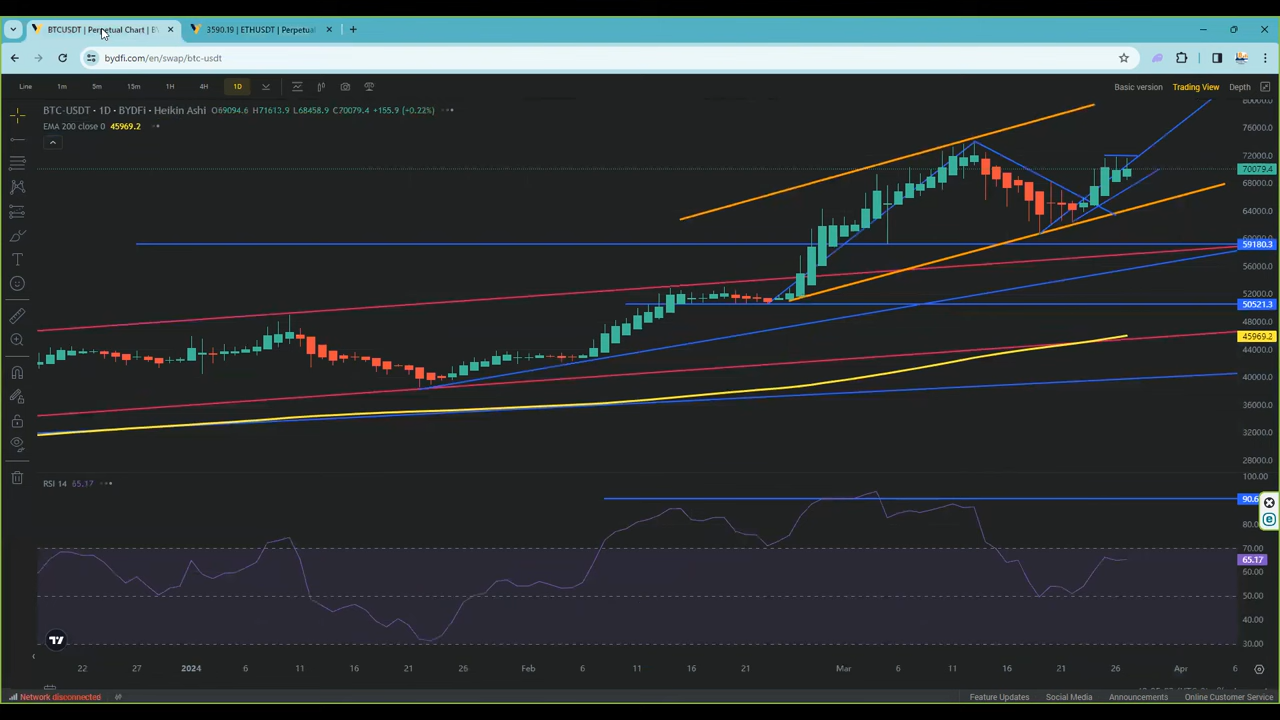 BTCUSDT | Perpetual Chart | B
3590.19 | ETHUSDT | Perpetual
bydfi.com/en/swap/btc-usdt
Line 1m 5m 15m 1H 4H 1D
Basic version Trading View Depth
BTC-USDT • 1D • BYDFi • Heikin Ashi O69094.6 H71613.9 L68458.9 C70079.4 +155.9 (+0.22%)
EMA 200 close 0 45969.2
80000.0
76000.0
72000.0
70079.4
68000.0
64000.0
60000.0
59180.3
56000.0
52000.0
50521.3
48000.0
45969.2
44000.0
40000.0
36000.0
32000.0
28000.0
RSI 14 65.17
100.00
90.6
80.00
70.00
65.17
60.00
50.00
40.00
30.00
22 27 2024 6 11 16 21 26 Feb 6 11 16 21 Mar 6 11 16 21 26 Apr 6
Network disconnected
Feature Updates Social Media Announcements Online Customer Service